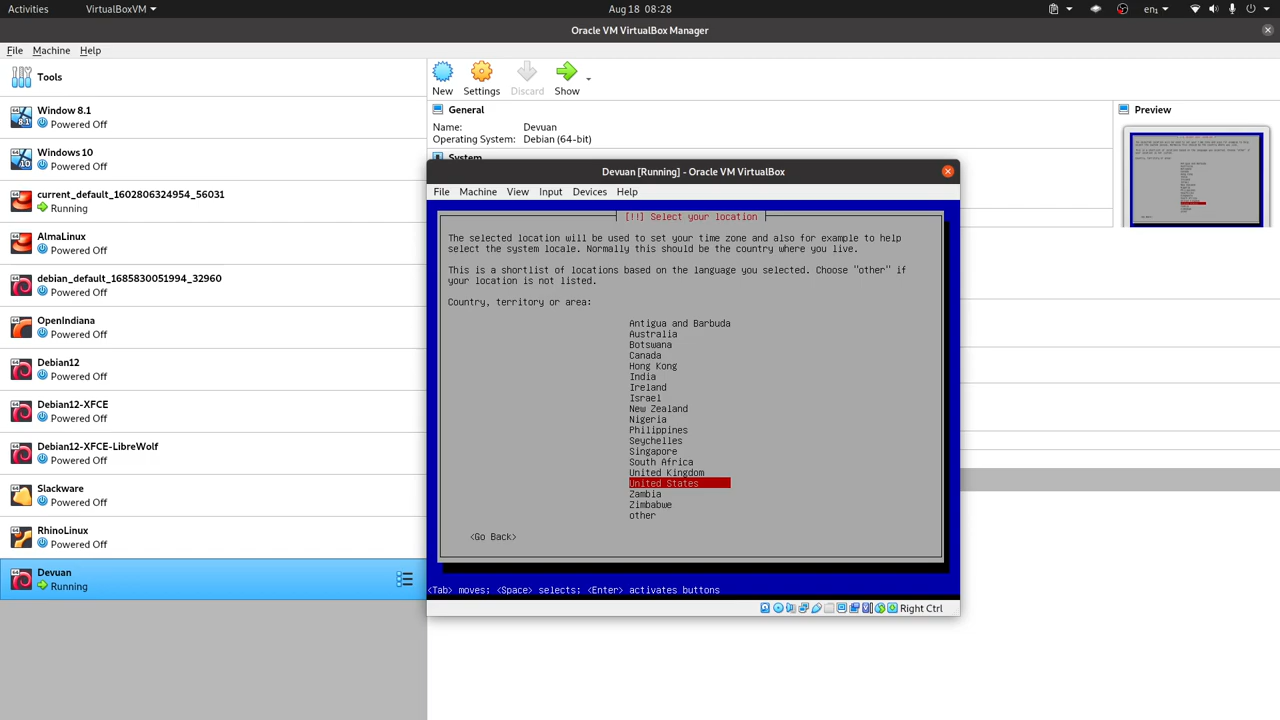 Activities VirtualBoxVM Aug 18 08:28 en₁
Oracle VM VirtualBox Manager
File Machine Help
Tools
Window 8.1
Powered Off
Windows 10
Powered Off
current_default_1602806324954_56031
Running
AlmaLinux
Powered Off
debian_default_1685830051994_32960
Powered Off
OpenIndiana
Powered Off
Debian12
Powered Off
Debian12-XFCE
Powered Off
Debian12-XFCE-LibreWolf
Powered Off
Slackware
Powered Off
RhinoLinux
Powered Off
Devuan
Running
New Settings Discard Show
General
Name: Devuan
Operating System: Debian (64-bit)
System
Preview
Devuan [Running] - Oracle VM VirtualBox
File Machine View Input Devices Help
[!!] Select your location
The selected location will be used to set your time zone and also for example to help
select the system locale. Normally this should be the country where you live.
This is a shortlist of locations based on the language you selected. Choose "other" if
your location is not listed.
Country, territory or area:
Antigua and Barbuda
Australia
Botswana
Canada
Hong Kong
India
Ireland
Israel
New Zealand
Nigeria
Philippines
Seychelles
Singapore
South Africa
United Kingdom
United States
Zambia
Zimbabwe
other
<Go Back>
<Tab> moves; <Space> selects; <Enter> activates buttons
Right Ctrl